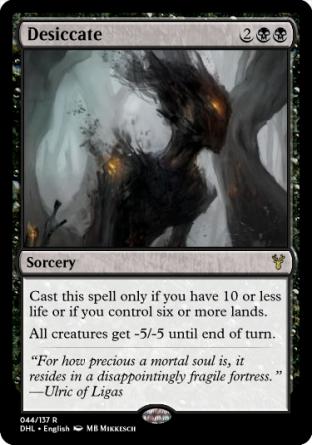 Desiccate 2
Sorcery
Cast this spell only if you have 10 or less
life or if you control six or more lands.
All creatures get -5/-5 until end of turn.
“For how precious a mortal soul is, it
resides in a disappointingly fragile fortress.”
—Ulric of Ligas
044/137 R
DHL • English MB MIKKESCH